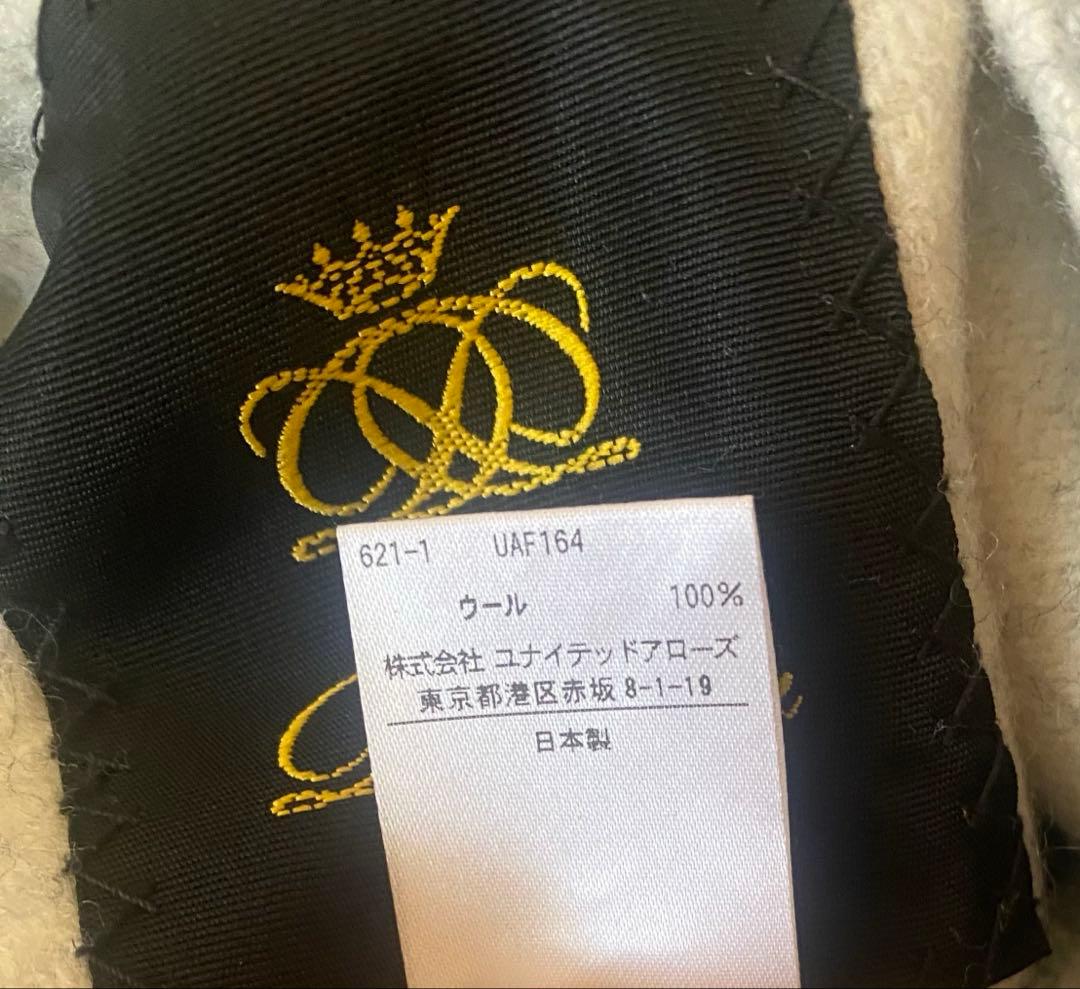 621-1 UAF164
ウール 100%
株式会社 ユナイテッドアローズ
東京都港区赤坂 8-1-19
日本製